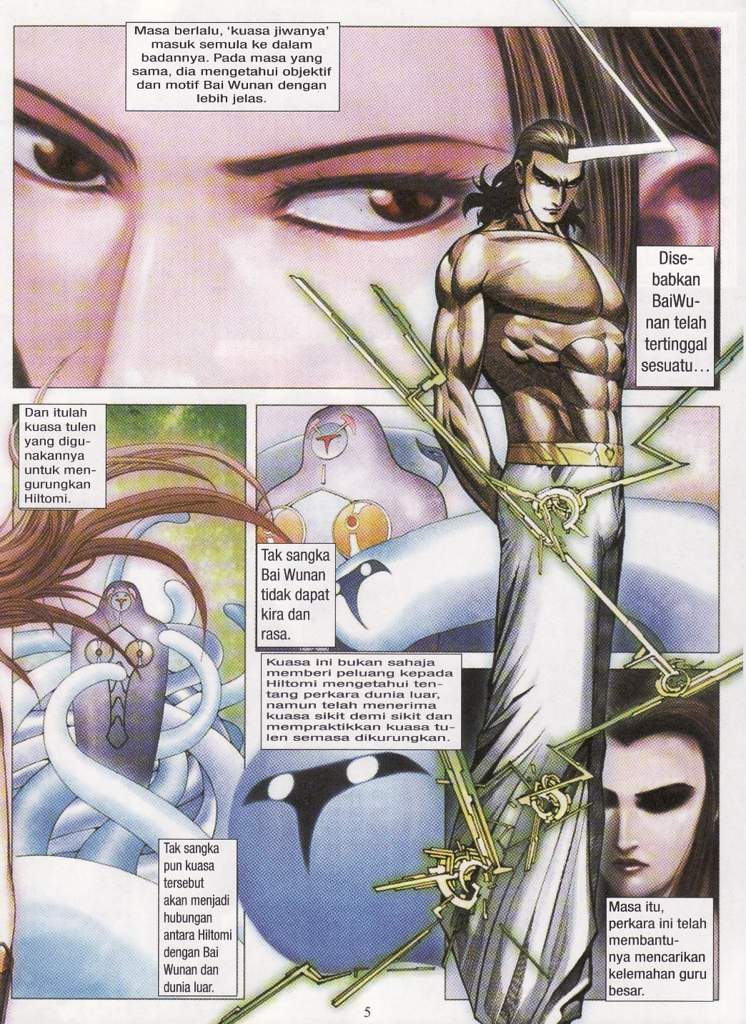 Masa berlalu, ‘kuasa jiwanya’
masuk semula ke dalam
badannya. Pada masa yang
sama, dia mengetahui objektif
dan motif Bai Wunan dengan
lebih jelas.
Dise-
babkan
BaiWu-
nan telah
tertinggal
sesuatu...
Dan itulah
kuasa tulen
yang digu-
nakannya
untuk men-
gurungkan
Hiltomi.
Tak sangka
Bai Wunan
tidak dapat
kira dan
rasa.
Kuasa ini bukan sahaja
memberi peluang kepada
Hiltomi mengetahui ten-
tang perkara dunia luar,
namun telah menerima
kuasa sikit demi sikit dan
mempraktikkan kuasa tu-
len semasa dikurungkan.
Tak sangka
pun kuasa
tersebut
akan menjadi
hubungan
antara Hiltomi
dengan Bai
Wunan dan
dunia luar.
Masa itu,
perkara ini telah
membantu-
nya mencarikan
kelemahan guru
besar.
5